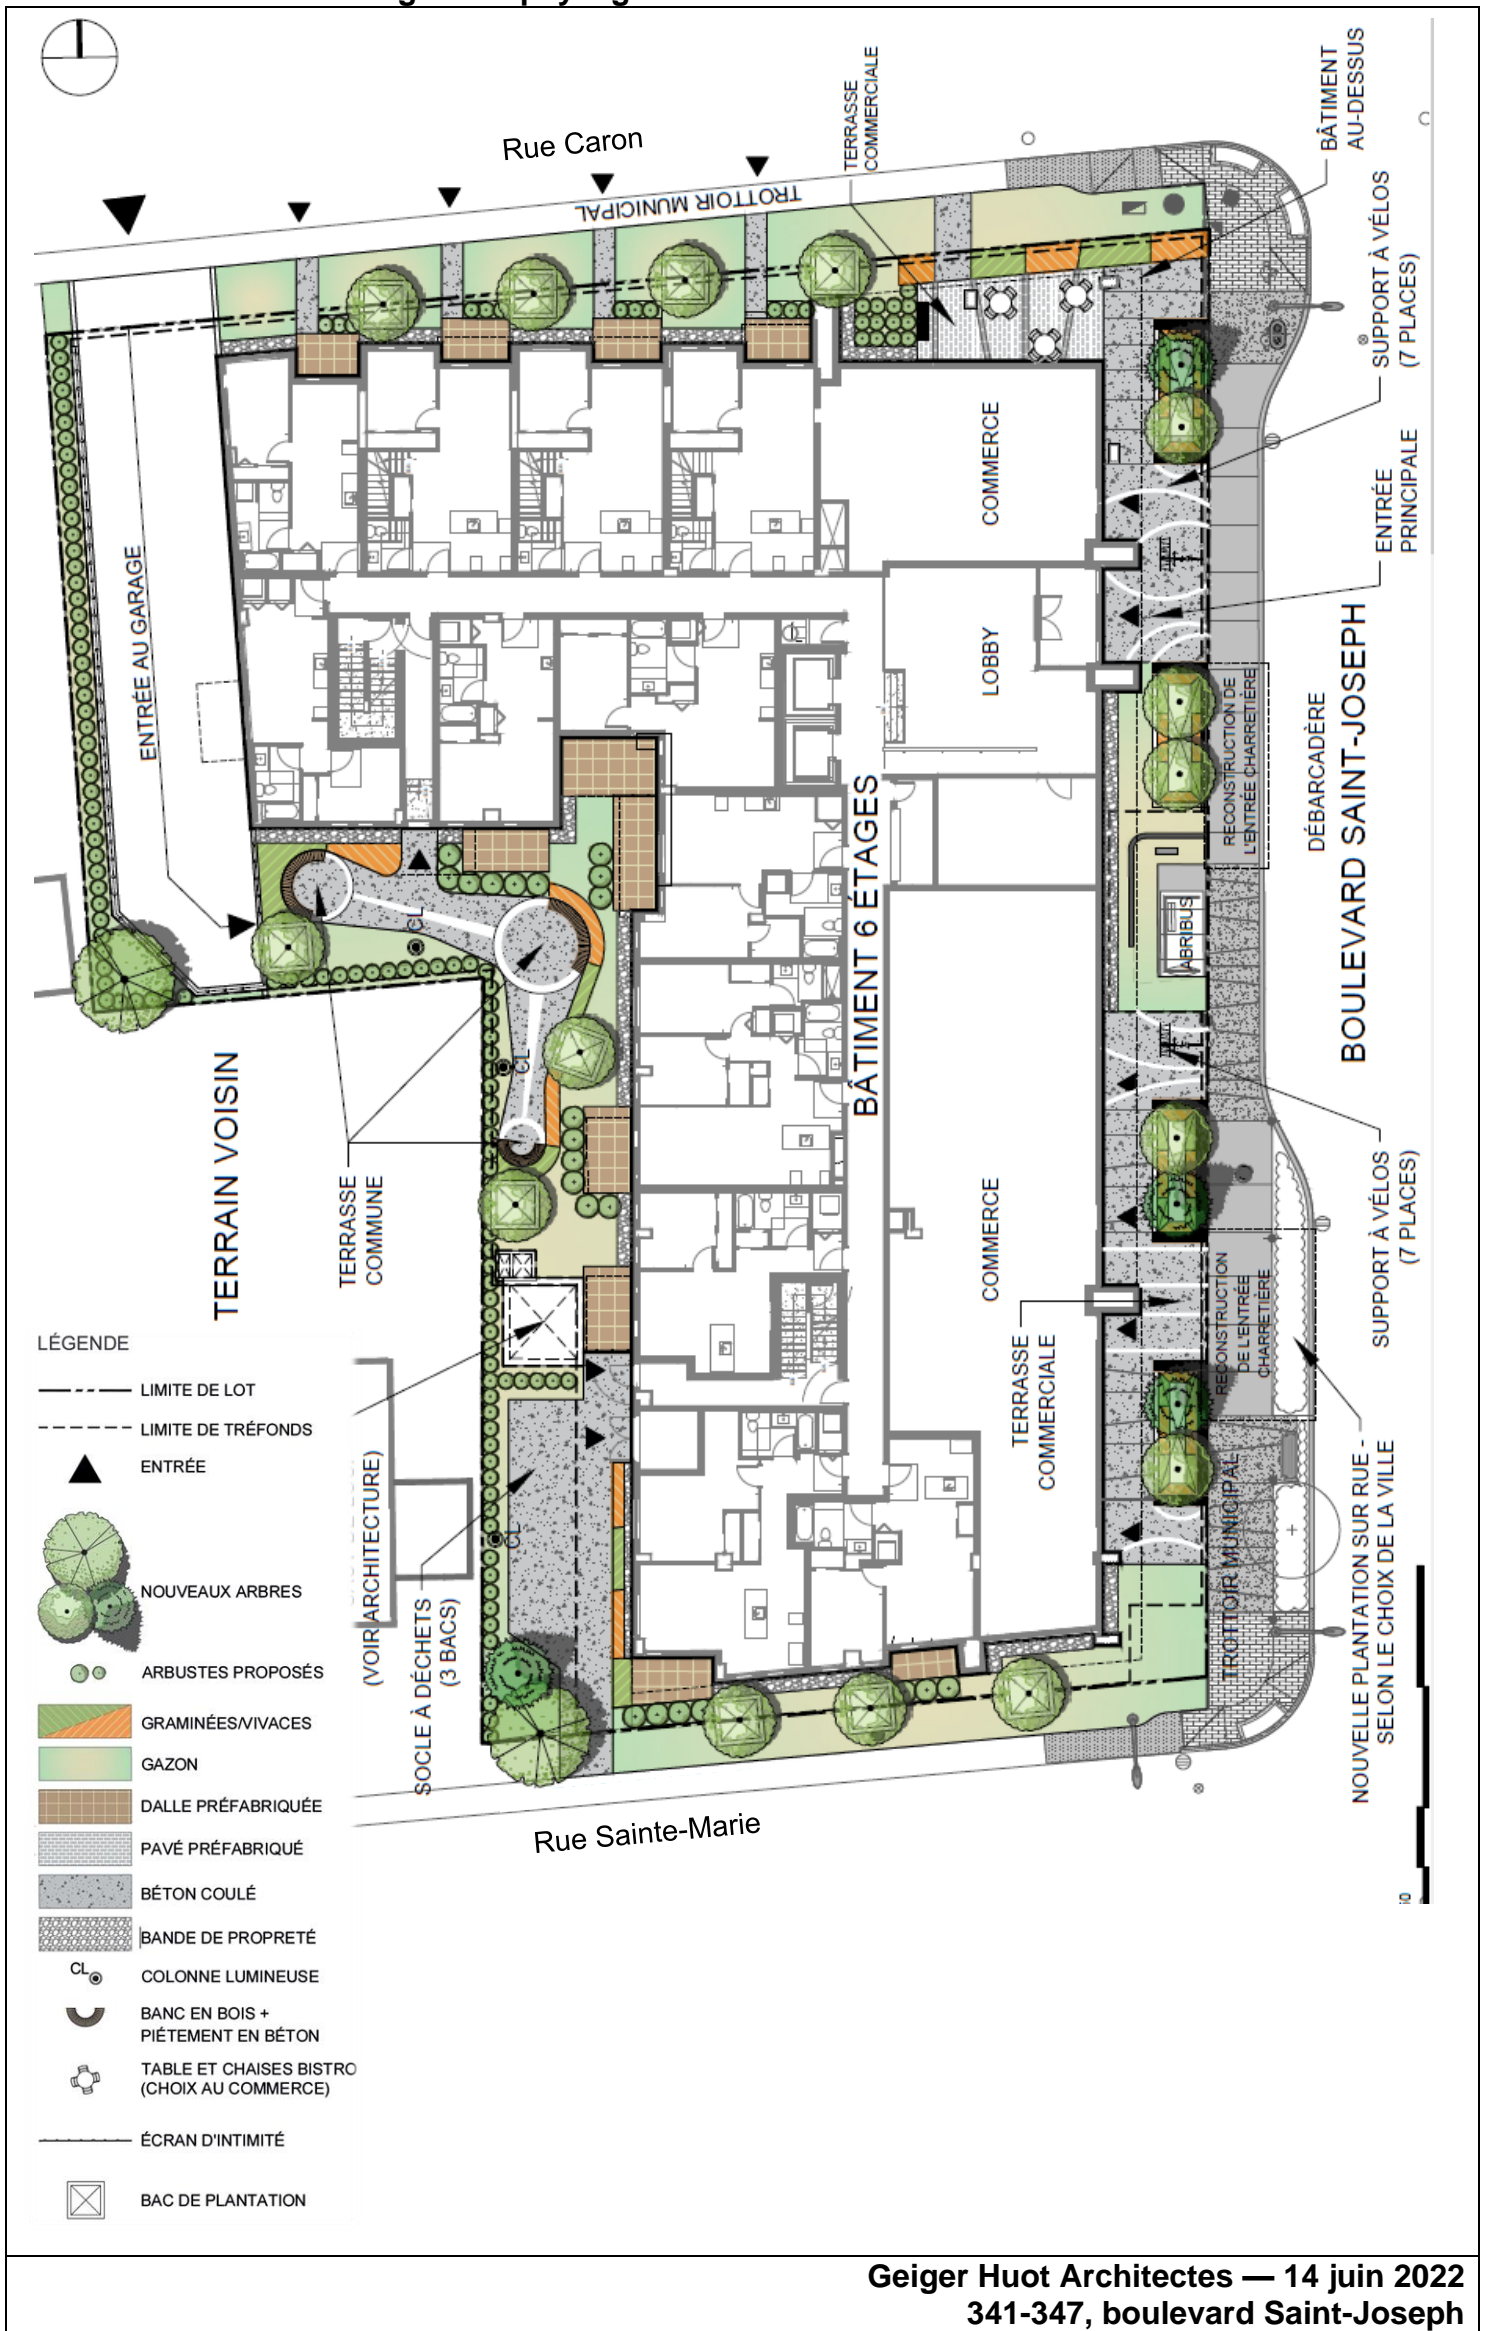 Rue Caron
TROTTOIR MUNICIPAL
TERRASSE
COMMERCIALE
BÂTIMENT
AU-DESSUS
SUPPORT À VÉLOS
(7 PLACES)
ENTRÉE
PRINCIPALE
COMMERCE
LOBBY
ENTRÉE AU GARAGE
RECONSTRUCTION DE
L'ENTRÉE CHARRETIÈRE
DÉBARCADÈRE
BOULEVARD SAINT-JOSEPH
ABRIBUS
BÂTIMENT 6 ÉTAGES
CL
CL
CL
TERRAIN VOISIN
TERRASSE
COMMUNE
COMMERCE
TERRASSE
COMMERCIALE
RECONSTRUCTION
DE L'ENTRÉE
CHARRETIÈRE
SUPPORT À VÉLOS
(7 PLACES)
TROTTOIR MUNICIPAL
NOUVELLE PLANTATION SUR RUE -
SELON LE CHOIX DE LA VILLE
(VOIR ARCHITECTURE)
SOCLE À DÉCHETS
(3 BACS)
Rue Sainte-Marie
LÉGENDE
LIMITE DE LOT
LIMITE DE TRÉFONDS
ENTRÉE
NOUVEAUX ARBRES
ARBUSTES PROPOSÉS
GRAMINÉES/VIVACES
GAZON
DALLE PRÉFABRIQUÉE
PAVÉ PRÉFABRIQUÉ
BÉTON COULÉ
BANDE DE PROPRETÉ
CL
COLONNE LUMINEUSE
BANC EN BOIS +
PIÉTEMENT EN BÉTON
TABLE ET CHAISES BISTRO
(CHOIX AU COMMERCE)
ÉCRAN D'INTIMITÉ
BAC DE PLANTATION
Geiger Huot Architectes — 14 juin 2022
341-347, boulevard Saint-Joseph